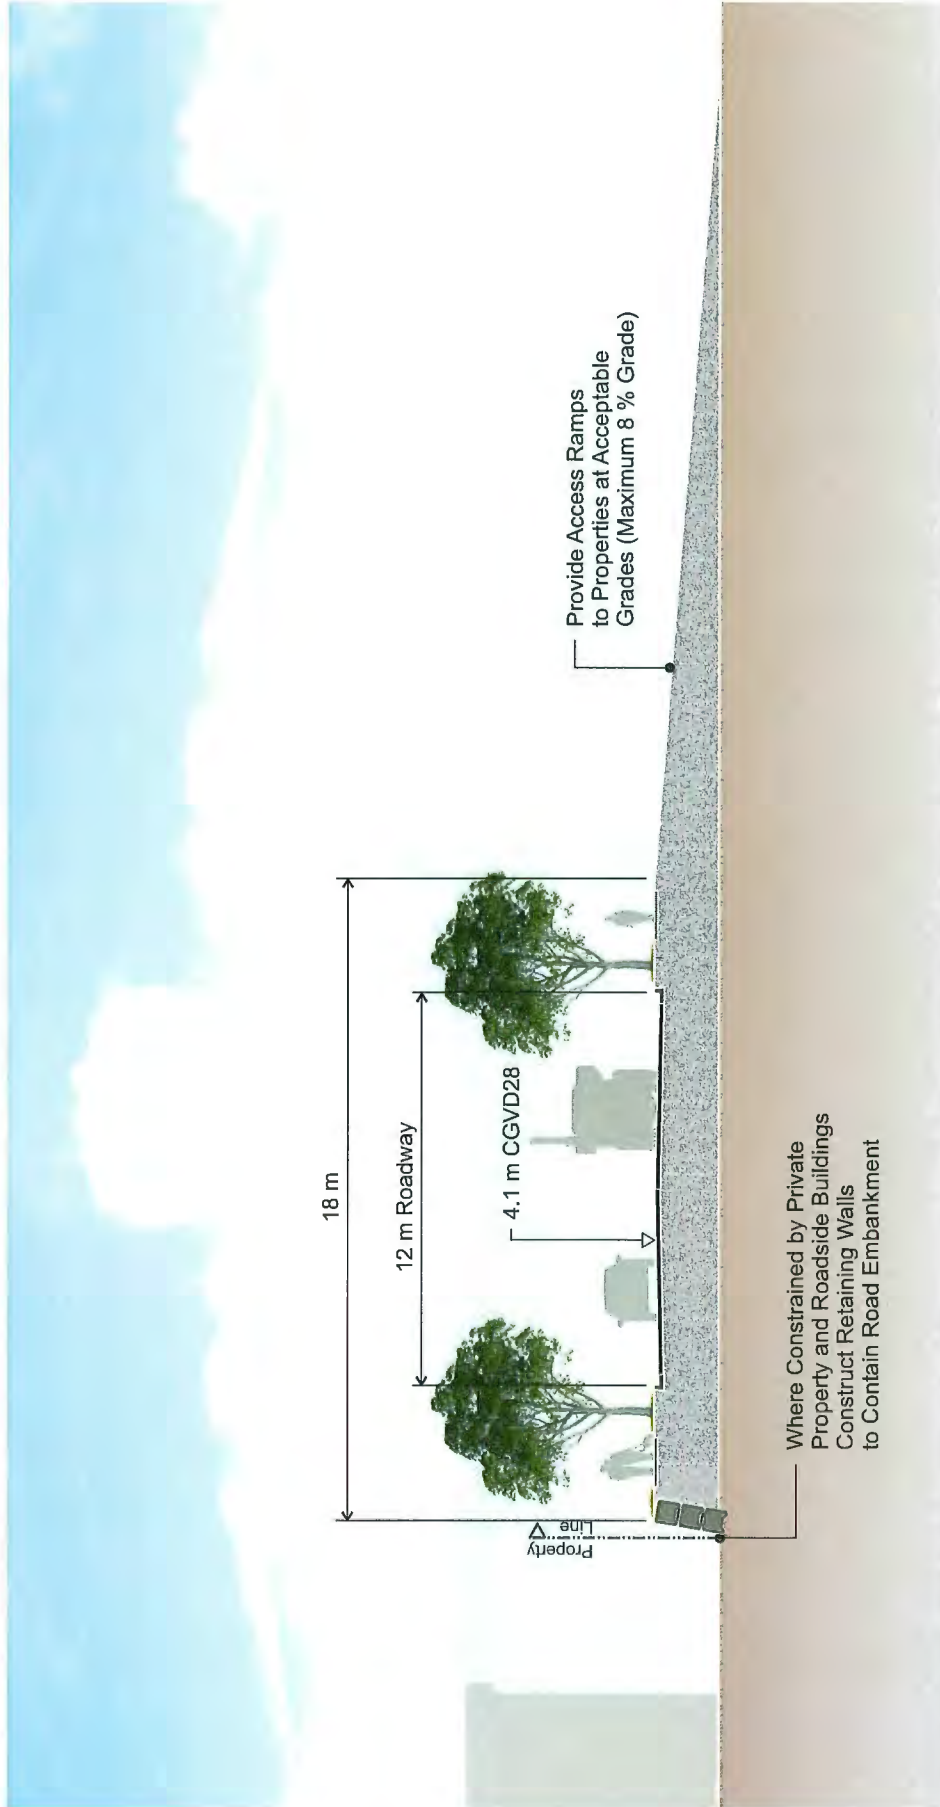 18 m
12 m Roadway
4.1 m CGVD28
Property
Line
Provide Access Ramps
to Properties at Acceptable
Grades (Maximum 8 % Grade)
Where Constrained by Private
Property and Roadside Buildings
Construct Retaining Walls
to Contain Road Embankment